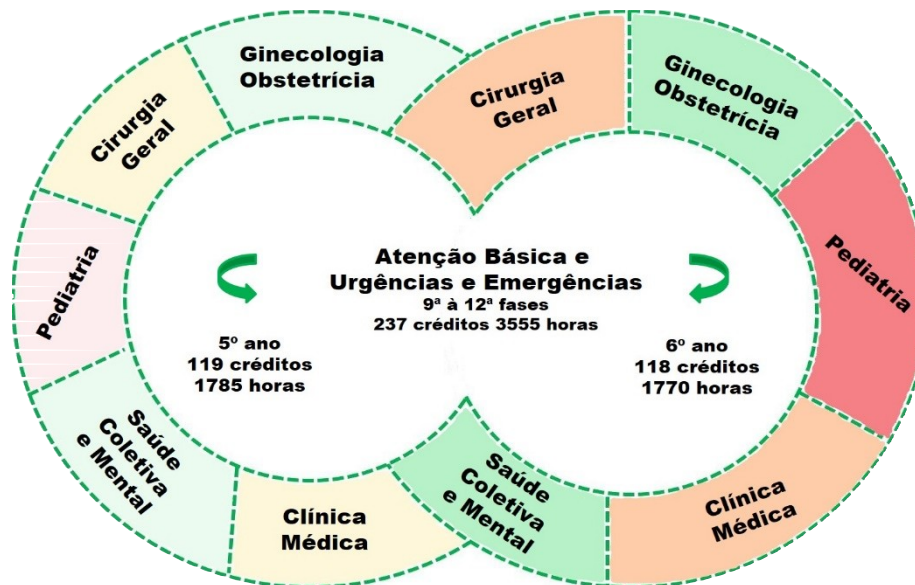 Ginecologia
Obstetrícia
Cirurgia
Geral
Ginecologia
Obstetrícia
Cirurgia
Geral
Pediatria
Pediatria
Atenção Básica e
Urgências e Emergências
9ª à 12ª fases
237 créditos 3555 horas
5º ano
119 créditos
1785 horas
6º ano
118 créditos
1770 horas
Saúde
Coletiva
e Mental
Clínica
Médica
Saúde
Coletiva
e Mental
Clínica
Médica